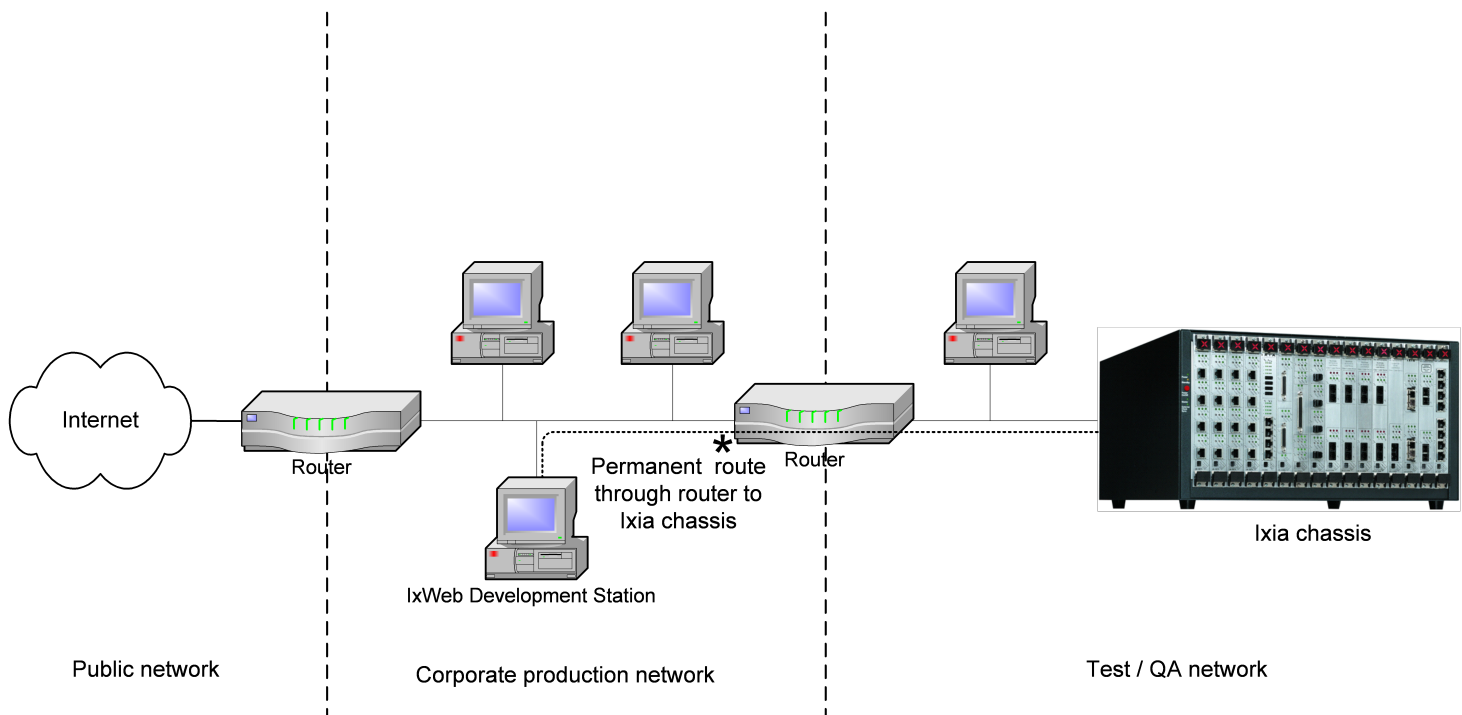 Internet
Router
*
Permanent route
through router to
Ixia chassis
Router
Ixia chassis
IxWeb Development Station
Public network
Corporate production network
Test / QA network